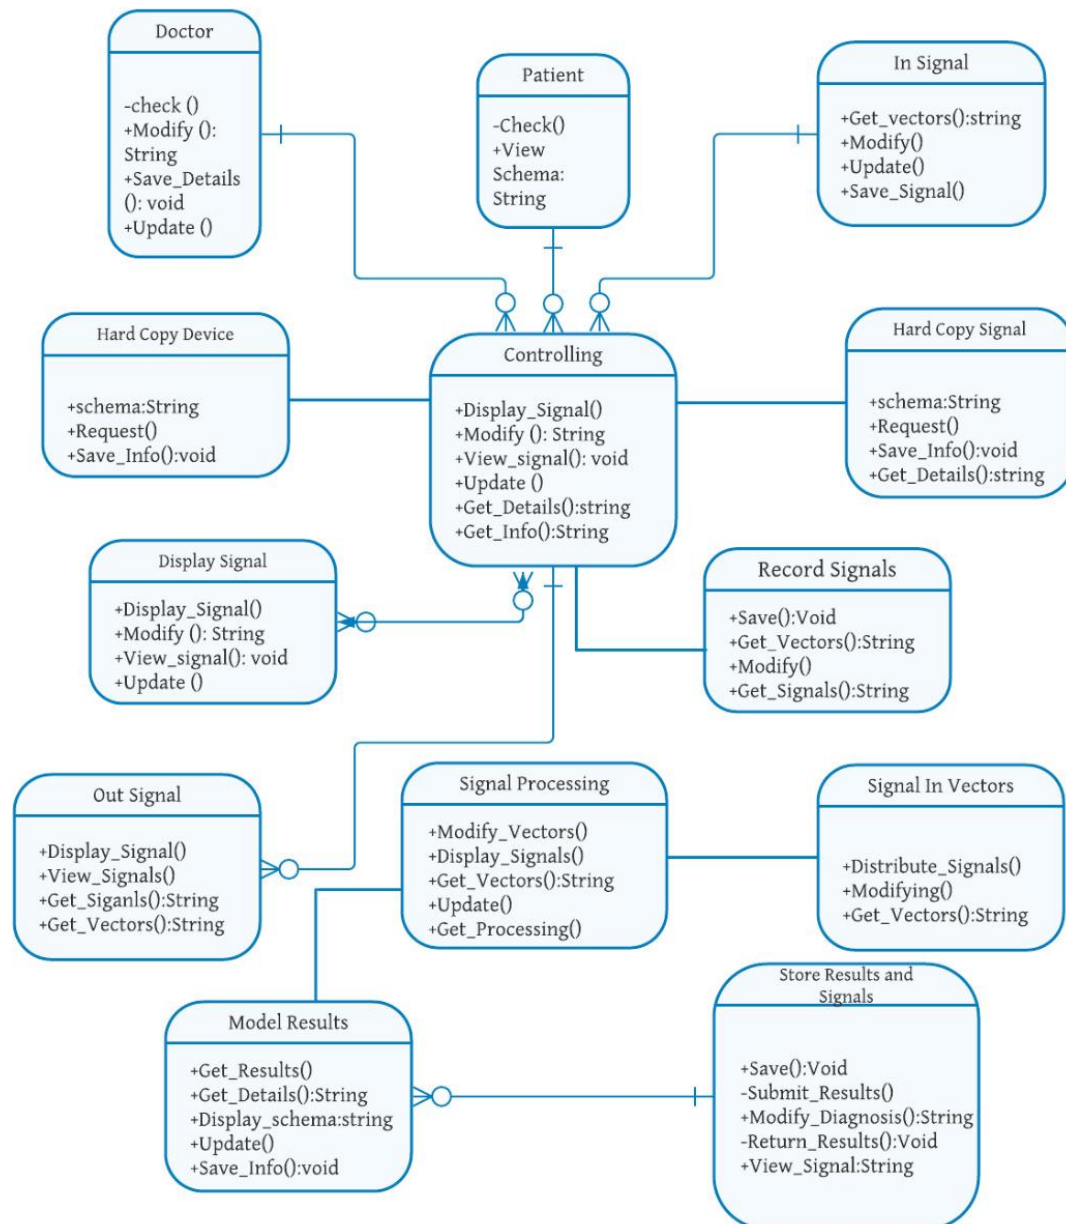 Doctor
-check ()
+Modify ():
String
+Save_Details
(): void
+Update ()
Patient
-Check()
+View
Schema:
String
In Signal
+Get_vectors():string
+Modify()
+Update()
+Save_Signal()
Hard Copy Device
+schema:String
+Request()
+Save_Info():void
Controlling
+Display_Signal()
+Modify (): String
+View_signal(): void
+Update ()
+Get_Details():string
+Get_Info():String
Hard Copy Signal
+schema:String
+Request()
+Save_Info():void
+Get_Details():string
Display Signal
+Display_Signal()
+Modify (): String
+View_signal(): void
+Update ()
Record Signals
+Save():Void
+Get_Vectors():String
+Modify()
+Get_Signals():String
Out Signal
+Display_Signal()
+View_Signals()
+Get_Siganls():String
+Get_Vectors():String
Signal Processing
+Modify_Vectors()
+Display_Signals()
+Get_Vectors():String
+Update()
+Get_Processing()
Signal In Vectors
+Distribute_Signals()
+Modifying()
+Get_Vectors():String
Model Results
+Get_Results()
+Get_Details():String
+Display_schema:string
+Update()
+Save_Info():void
Store Results and
Signals
+Save():Void
-Submit_Results()
+Modify_Diagnosis():String
-Return_Results():Void
+View_Signal:String